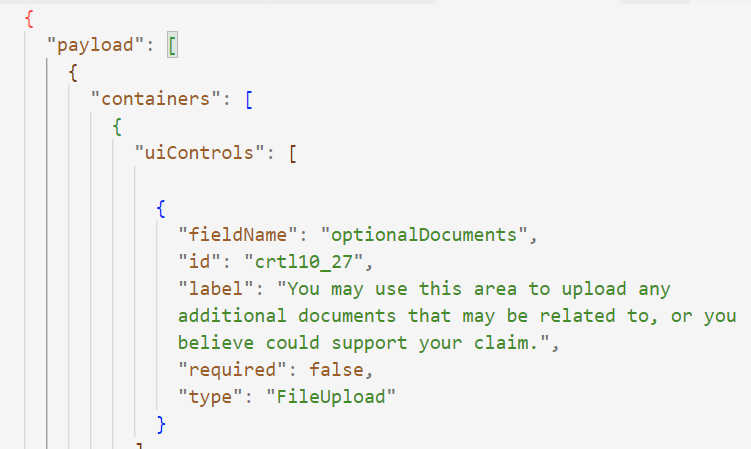 {
"payload": [
{
"containers": [
{
"uiControls": [
{
"fieldName": "optionalDocuments",
"id": "crtl10_27",
"label": "You may use this area to upload any
additional documents that may be related to, or you
believe could support your claim.",
"required": false,
"type": "FileUpload"
}
]